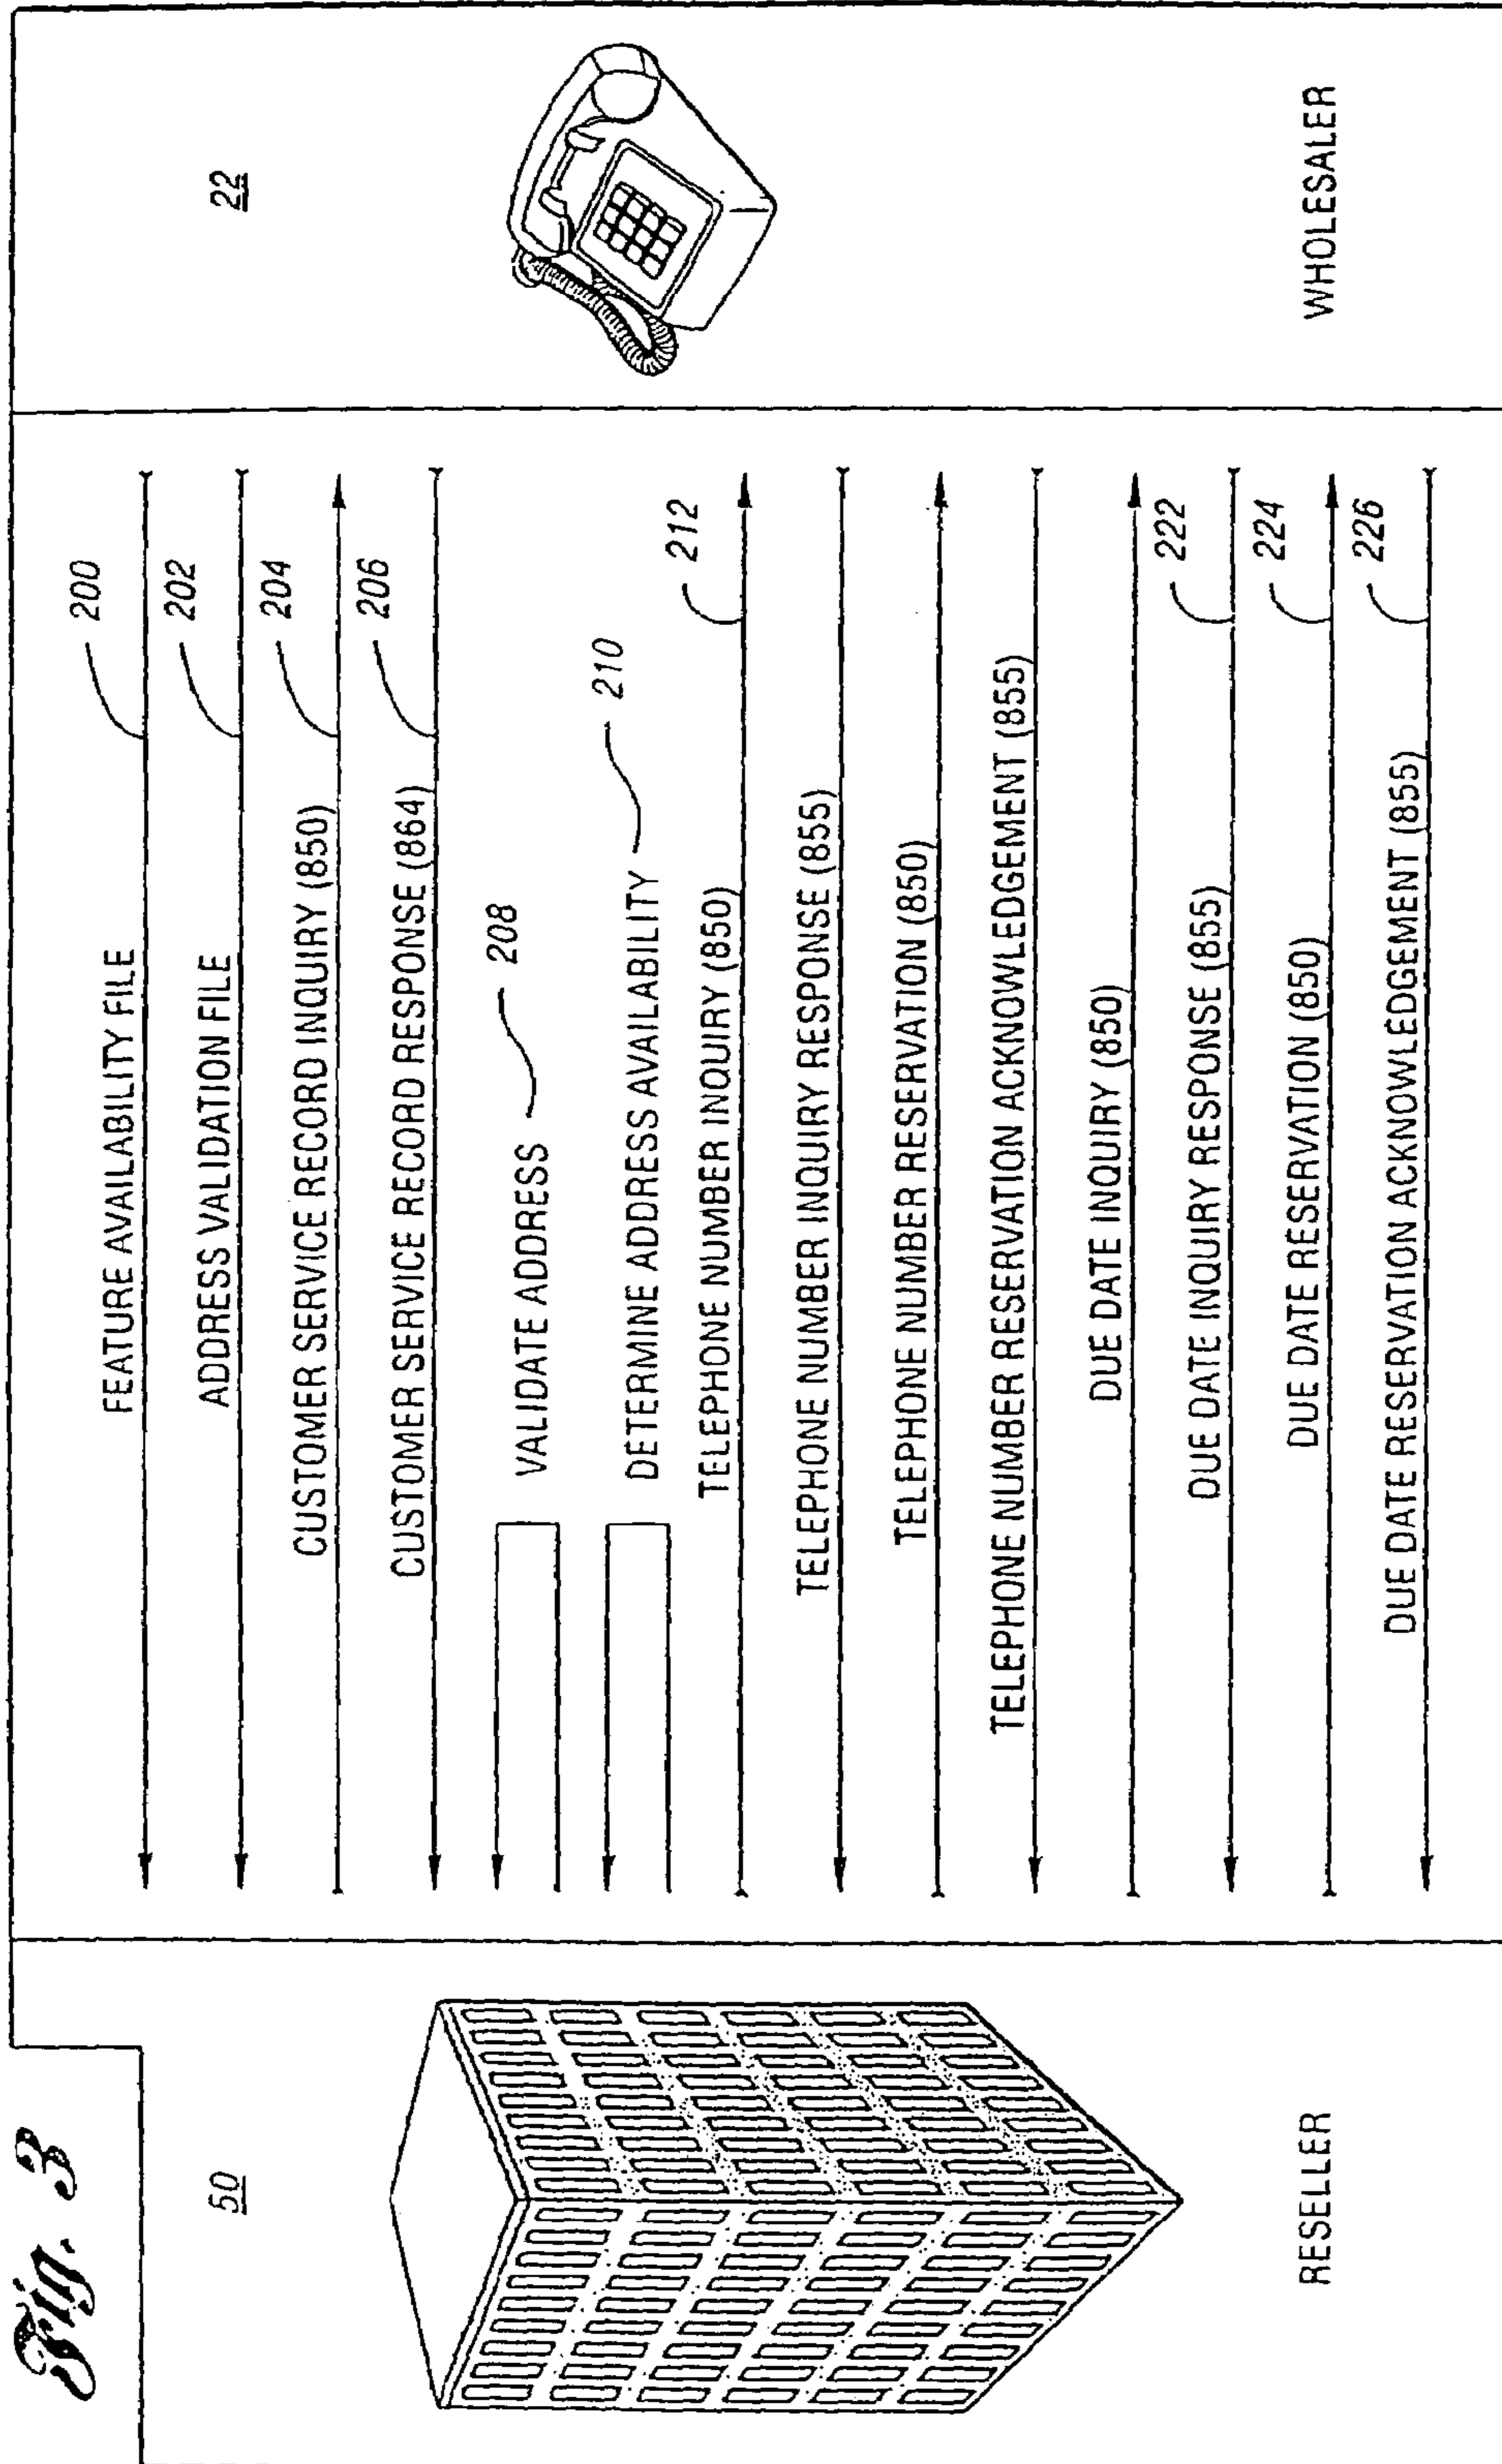 Fig. 3
50
22
FEATURE AVAILABILITY FILE
200
ADDRESS VALIDATION FILE
202
CUSTOMER SERVICE RECORD INQUIRY (850)
204
CUSTOMER SERVICE RECORD RESPONSE (864)
206
VALIDATE ADDRESS
208
DETERMINE ADDRESS AVAILABILITY
210
TELEPHONE NUMBER INQUIRY (850)
212
TELEPHONE NUMBER INQUIRY RESPONSE (855)
TELEPHONE NUMBER RESERVATION (850)
TELEPHONE NUMBER RESERVATION ACKNOWLEDGEMENT (855)
DUE DATE INQUIRY (850)
DUE DATE INQUIRY RESPONSE (855)
222
DUE DATE RESERVATION (850)
224
DUE DATE RESERVATION ACKNOWLEDGEMENT (855)
226
RESELLER
WHOLESALER